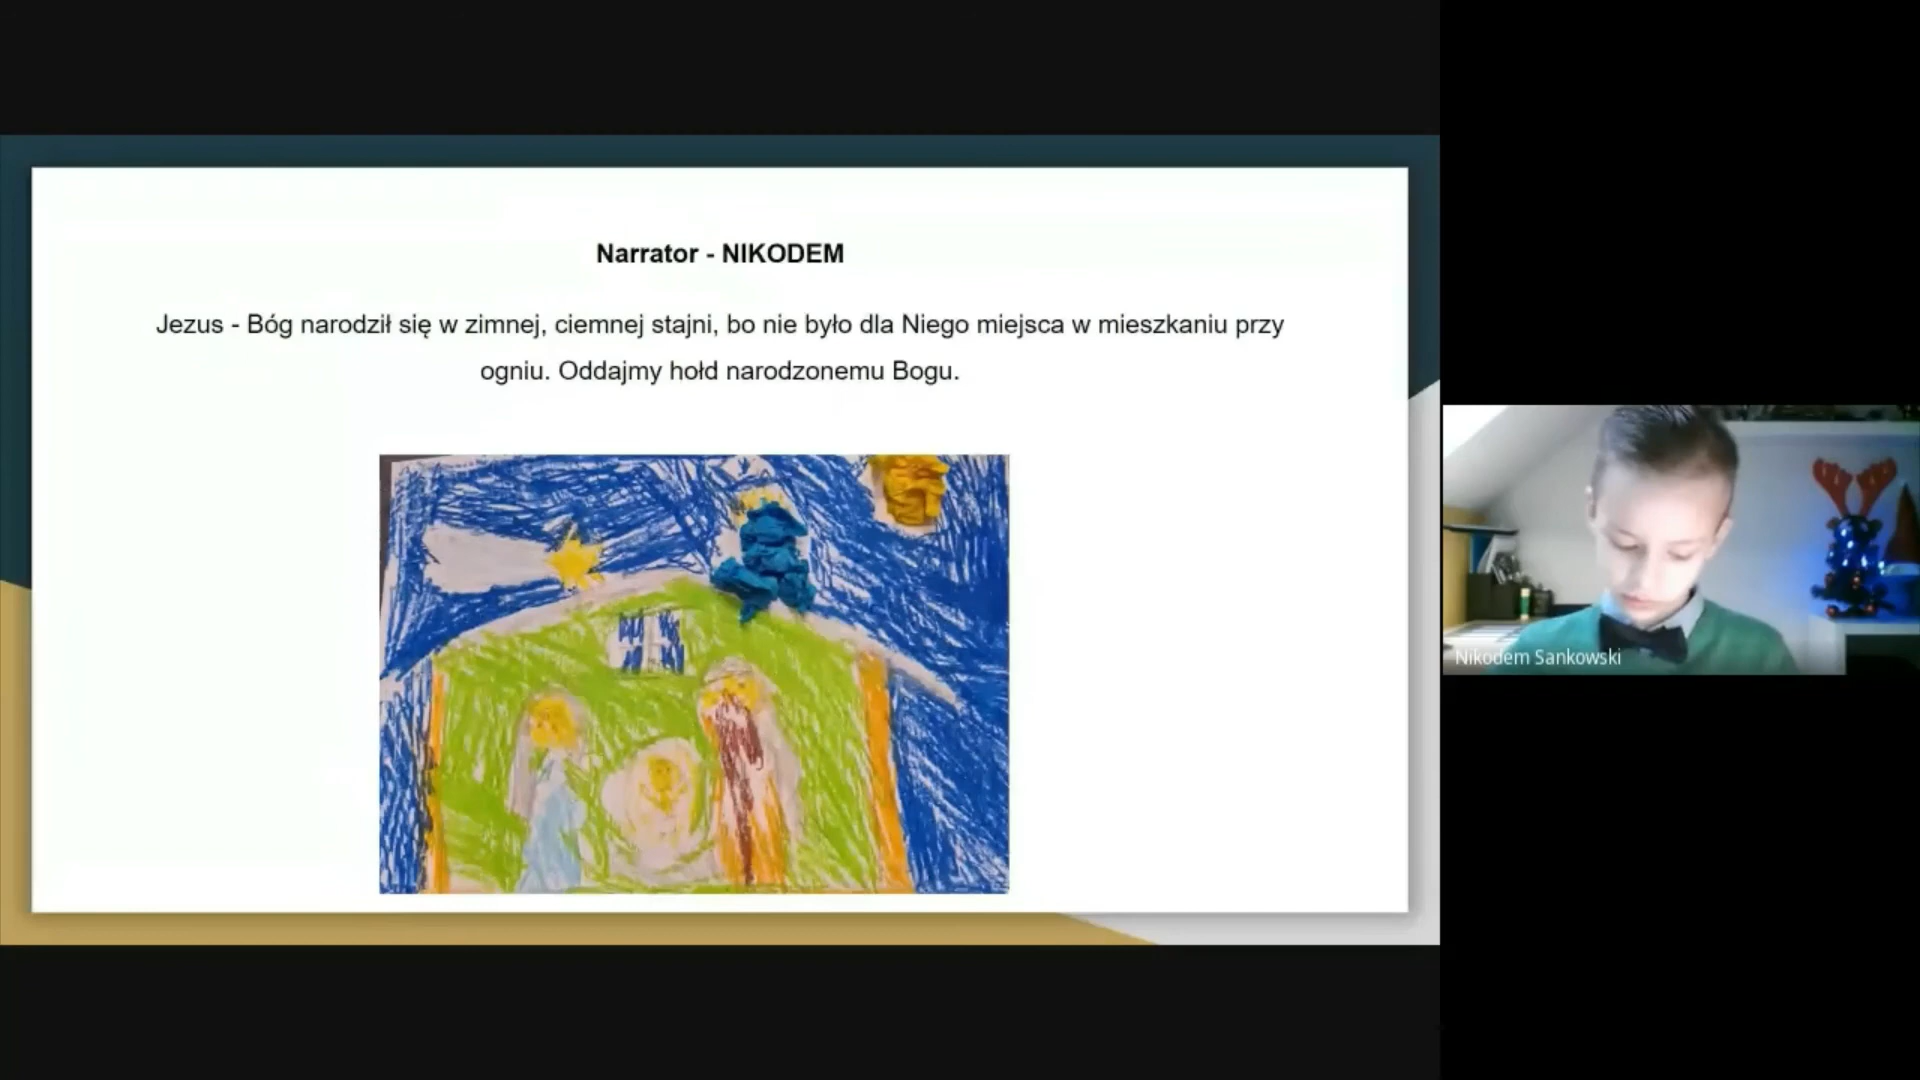 Narrator - NIKODEM
Jezus - Bóg narodził się w zimnej, ciemnej stajni, bo nie było dla Niego miejsca w mieszkaniu przy
ogniu. Oddajmy hołd narodzonemu Bogu.
Nikodem Sankowski